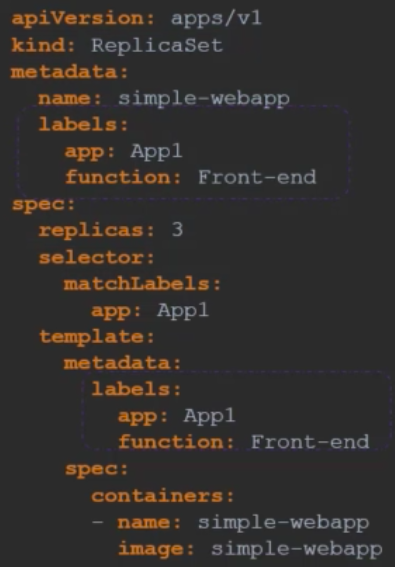 apiVersion: apps/v1
kind: ReplicaSet
metadata:
  name: simple-webapp
  labels:
    app: App1
    function: Front-end
spec:
  replicas: 3
  selector:
    matchLabels:
      app: App1
  template:
    metadata:
      labels:
        app: App1
        function: Front-end
    spec:
      containers:
      - name: simple-webapp
        image: simple-webapp